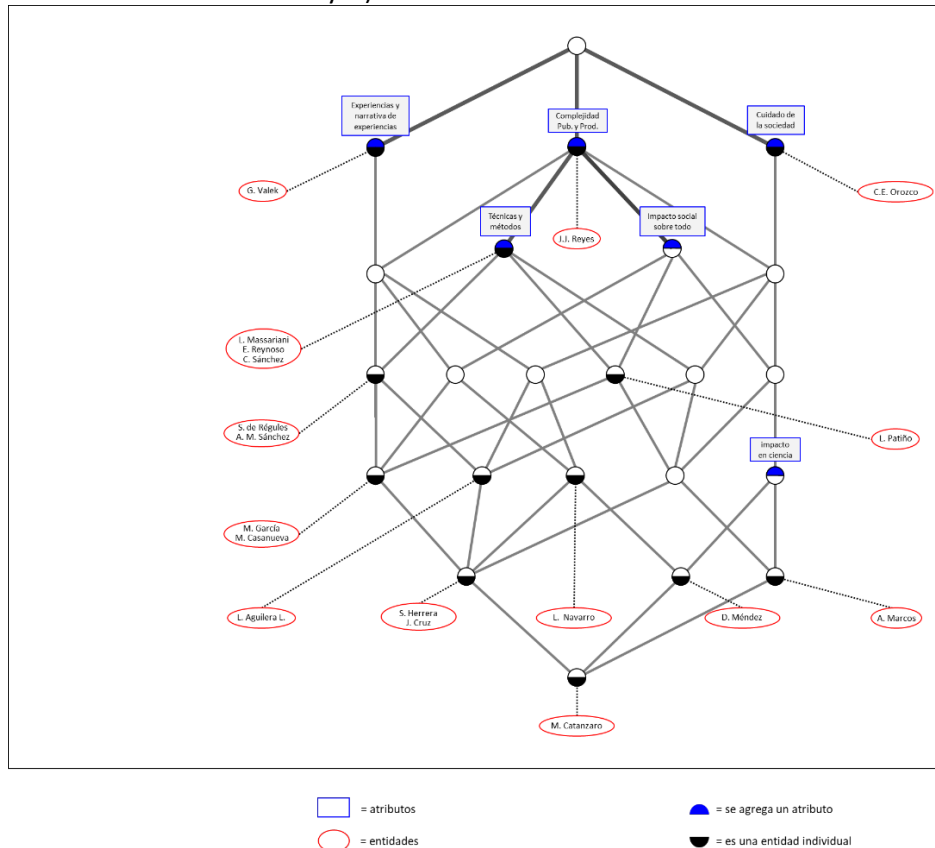 Experiencias y
narrativa de
experiencias
Complejidad
Pub. y Prod.
Cuidado de
la sociedad
G. Valek
C.E. Orozco
Técnicas y
métodos
Impacto social
sobre todo
J.J. Reyes
L. Massariani
E. Reynoso
C. Sánchez
S. de Régules
A. M. Sánchez
L. Patiño
impacto
en ciencia
M. García
M. Casanueva
L. Aguilera L.
S. Herrera
J. Cruz
L. Navarro
D. Méndez
A. Marcos
M. Catanzaro
= atributos
= se agrega un atributo
= entidades
= es una entidad individual